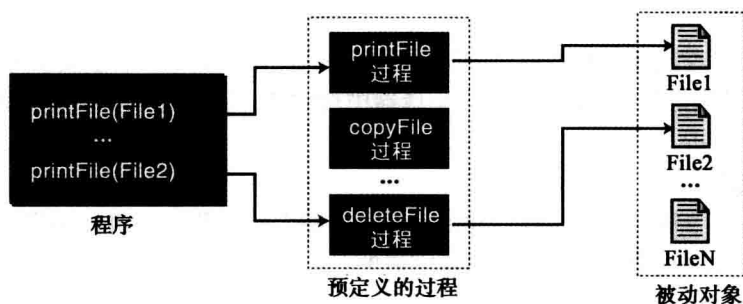 printFile(File1)
...
printFile(File2)
程序
printFile
过程
copyFile
过程
...
deleteFile
过程
预定义的过程
File1
File2
...
FileN
被动对象